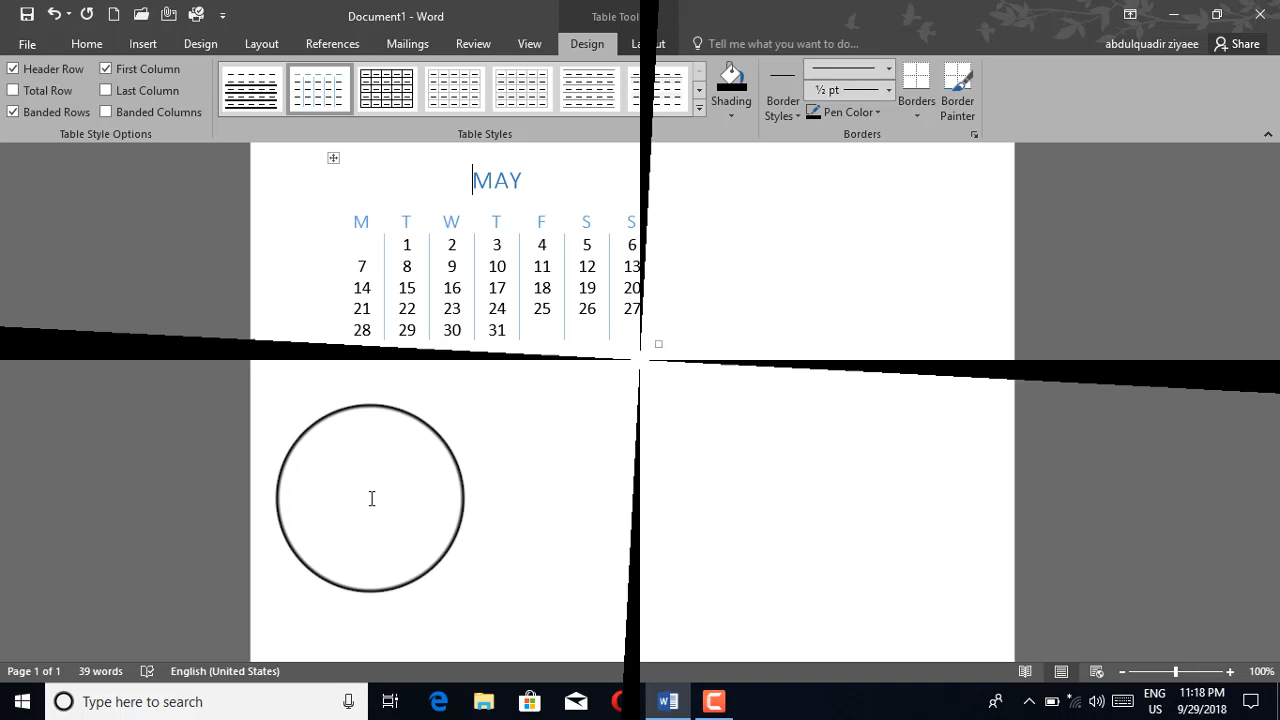 Document1 - Word
Table Tool
File Home Insert Design Layout References Mailings Review View Design Layout Tell me what you want to do... abdulquadir ziyaee Share
Header Row First Column
Total Row Last Column
Banded Rows Banded Columns
Table Style Options
Table Styles
Shading
Border Styles
½ pt
Pen Color
Borders
Border Painter
Borders
MAY
M T W T F S S
1 2 3 4 5 6
7 8 9 10 11 12 13
14 15 16 17 18 19 20
21 22 23 24 25 26 27
28 29 30 31
Page 1 of 1 39 words English (United States) 100%
Type here to search
ENG
US
11:18 PM
9/29/2018